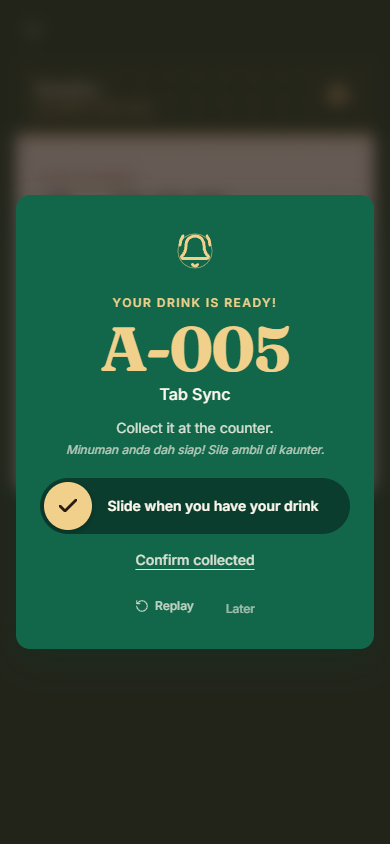 YOUR DRINK IS READY!
A-005
Tab Sync
Collect it at the counter.
Minuman anda dah siap! Sila ambil di kaunter.
Slide when you have your drink
Confirm collected
Replay
Later